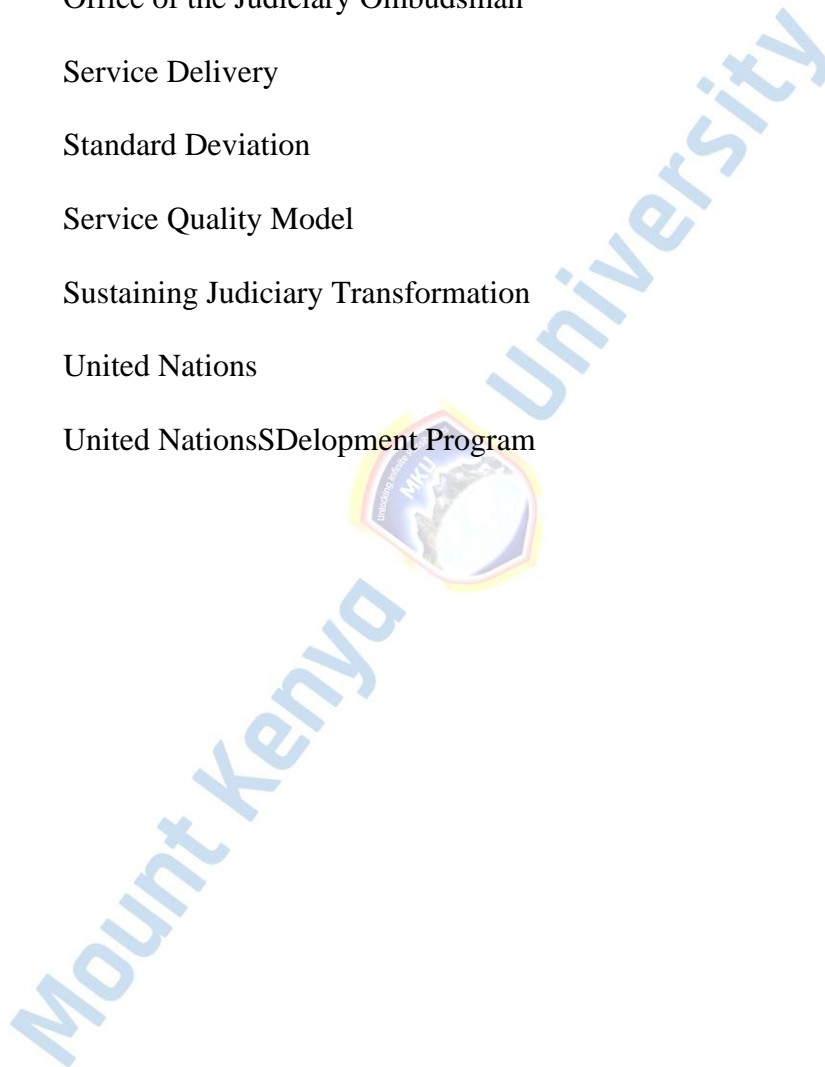 Office of the Judiciary Ombudsman
Service Delivery
Standard Deviation
Service Quality Model
Sustaining Judiciary Transformation
United Nations
United NationsSDelopment Program
Mount Kenya University
MKU